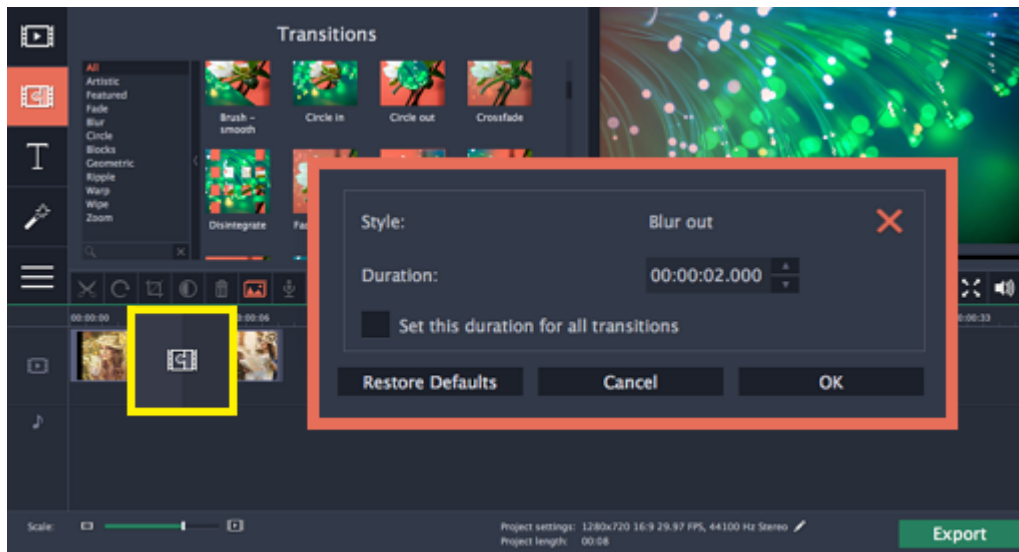 Transitions
All
Artistic
Featured
Fade
Blur
Circle
Blocks
Geometric
Ripple
Warp
Wipe
Zoom
Brush –
smooth
Circle in
Circle out
Crossfade
Disintegrate
T
Style:
Blur out
Duration:
00:00:02.000
Set this duration for all transitions
Restore Defaults
Cancel
OK
00:00:00
0:00:06
0:00:33
Scale:
Project settings: 1280x720 16:9 29.97 FPS, 44100 Hz Stereo
Project length: 00:08
Export